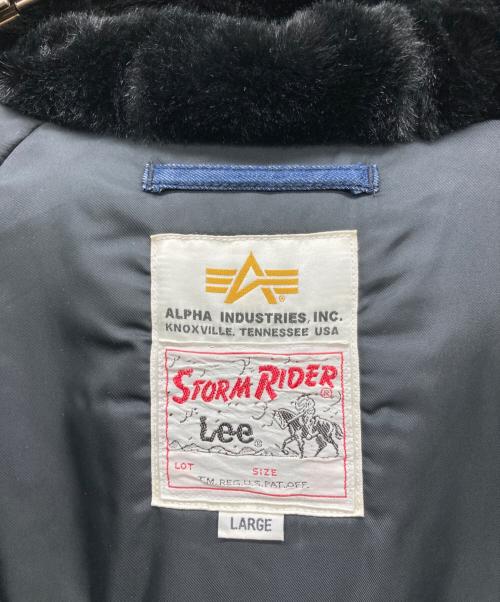 ALPHA INDUSTRIES, INC.
KNOXVILLE, TENNESSEE USA
STORM RIDER ®
Lee ®
LOT SIZE
T.M. REG. U.S. PAT. OFF.
LARGE